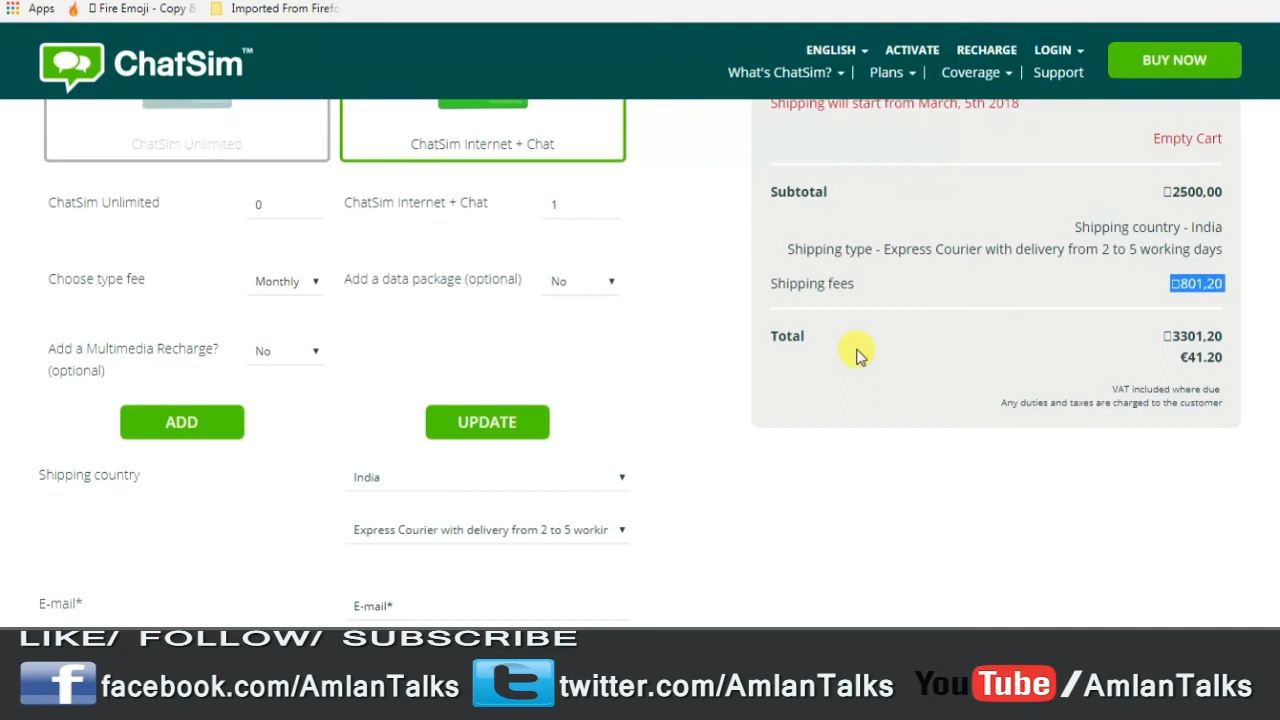 Apps Fire Emoji - Copy & Imported From Firefo
ChatSim™
ENGLISH ACTIVATE RECHARGE LOGIN
What's ChatSim? | Plans | Coverage | Support
BUY NOW
ChatSim Unlimited
ChatSim Internet + Chat
ChatSim Unlimited 0
ChatSim Internet + Chat 1
Choose type fee Monthly
Add a data package (optional) No
Add a Multimedia Recharge? No
(optional)
ADD
UPDATE
Shipping country India
Express Courier with delivery from 2 to 5 workir
E-mail* E-mail*
Shipping will start from March, 5th 2018
Empty Cart
Subtotal □2500,00
Shipping country - India
Shipping type - Express Courier with delivery from 2 to 5 working days
Shipping fees □801,20
Total □3301,20
€41.20
VAT included where due
Any duties and taxes are charged to the customer
LIKE/ FOLLOW/ SUBSCRIBE
f facebook.com/AmlanTalks
t twitter.com/AmlanTalks
YouTube /AmlanTalks